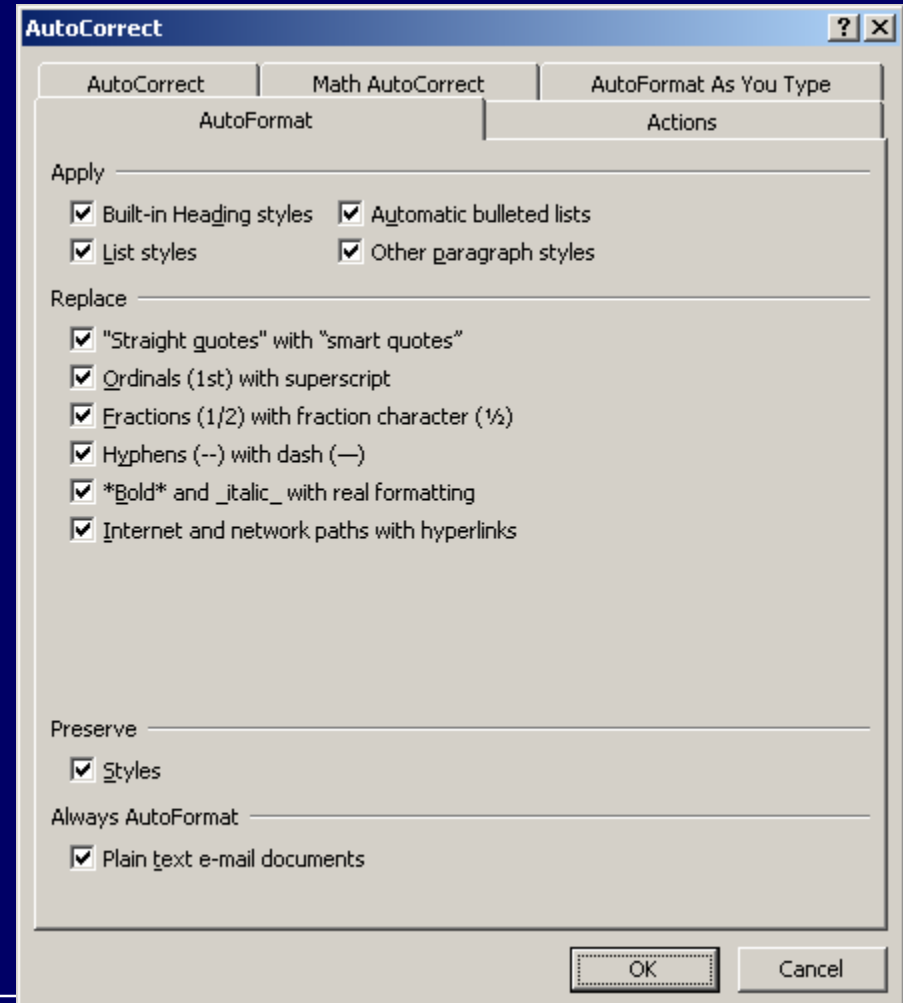 AutoCorrect
AutoCorrect Math AutoCorrect AutoFormat As You Type
AutoFormat Actions
Apply
Built-in Heading styles Automatic bulleted lists
List styles Other paragraph styles
Replace
"Straight quotes" with “smart quotes”
Ordinals (1st) with superscript
Fractions (1/2) with fraction character (½)
Hyphens (--) with dash (—)
*Bold* and _italic_ with real formatting
Internet and network paths with hyperlinks
Preserve
Styles
Always AutoFormat
Plain text e-mail documents
OK Cancel